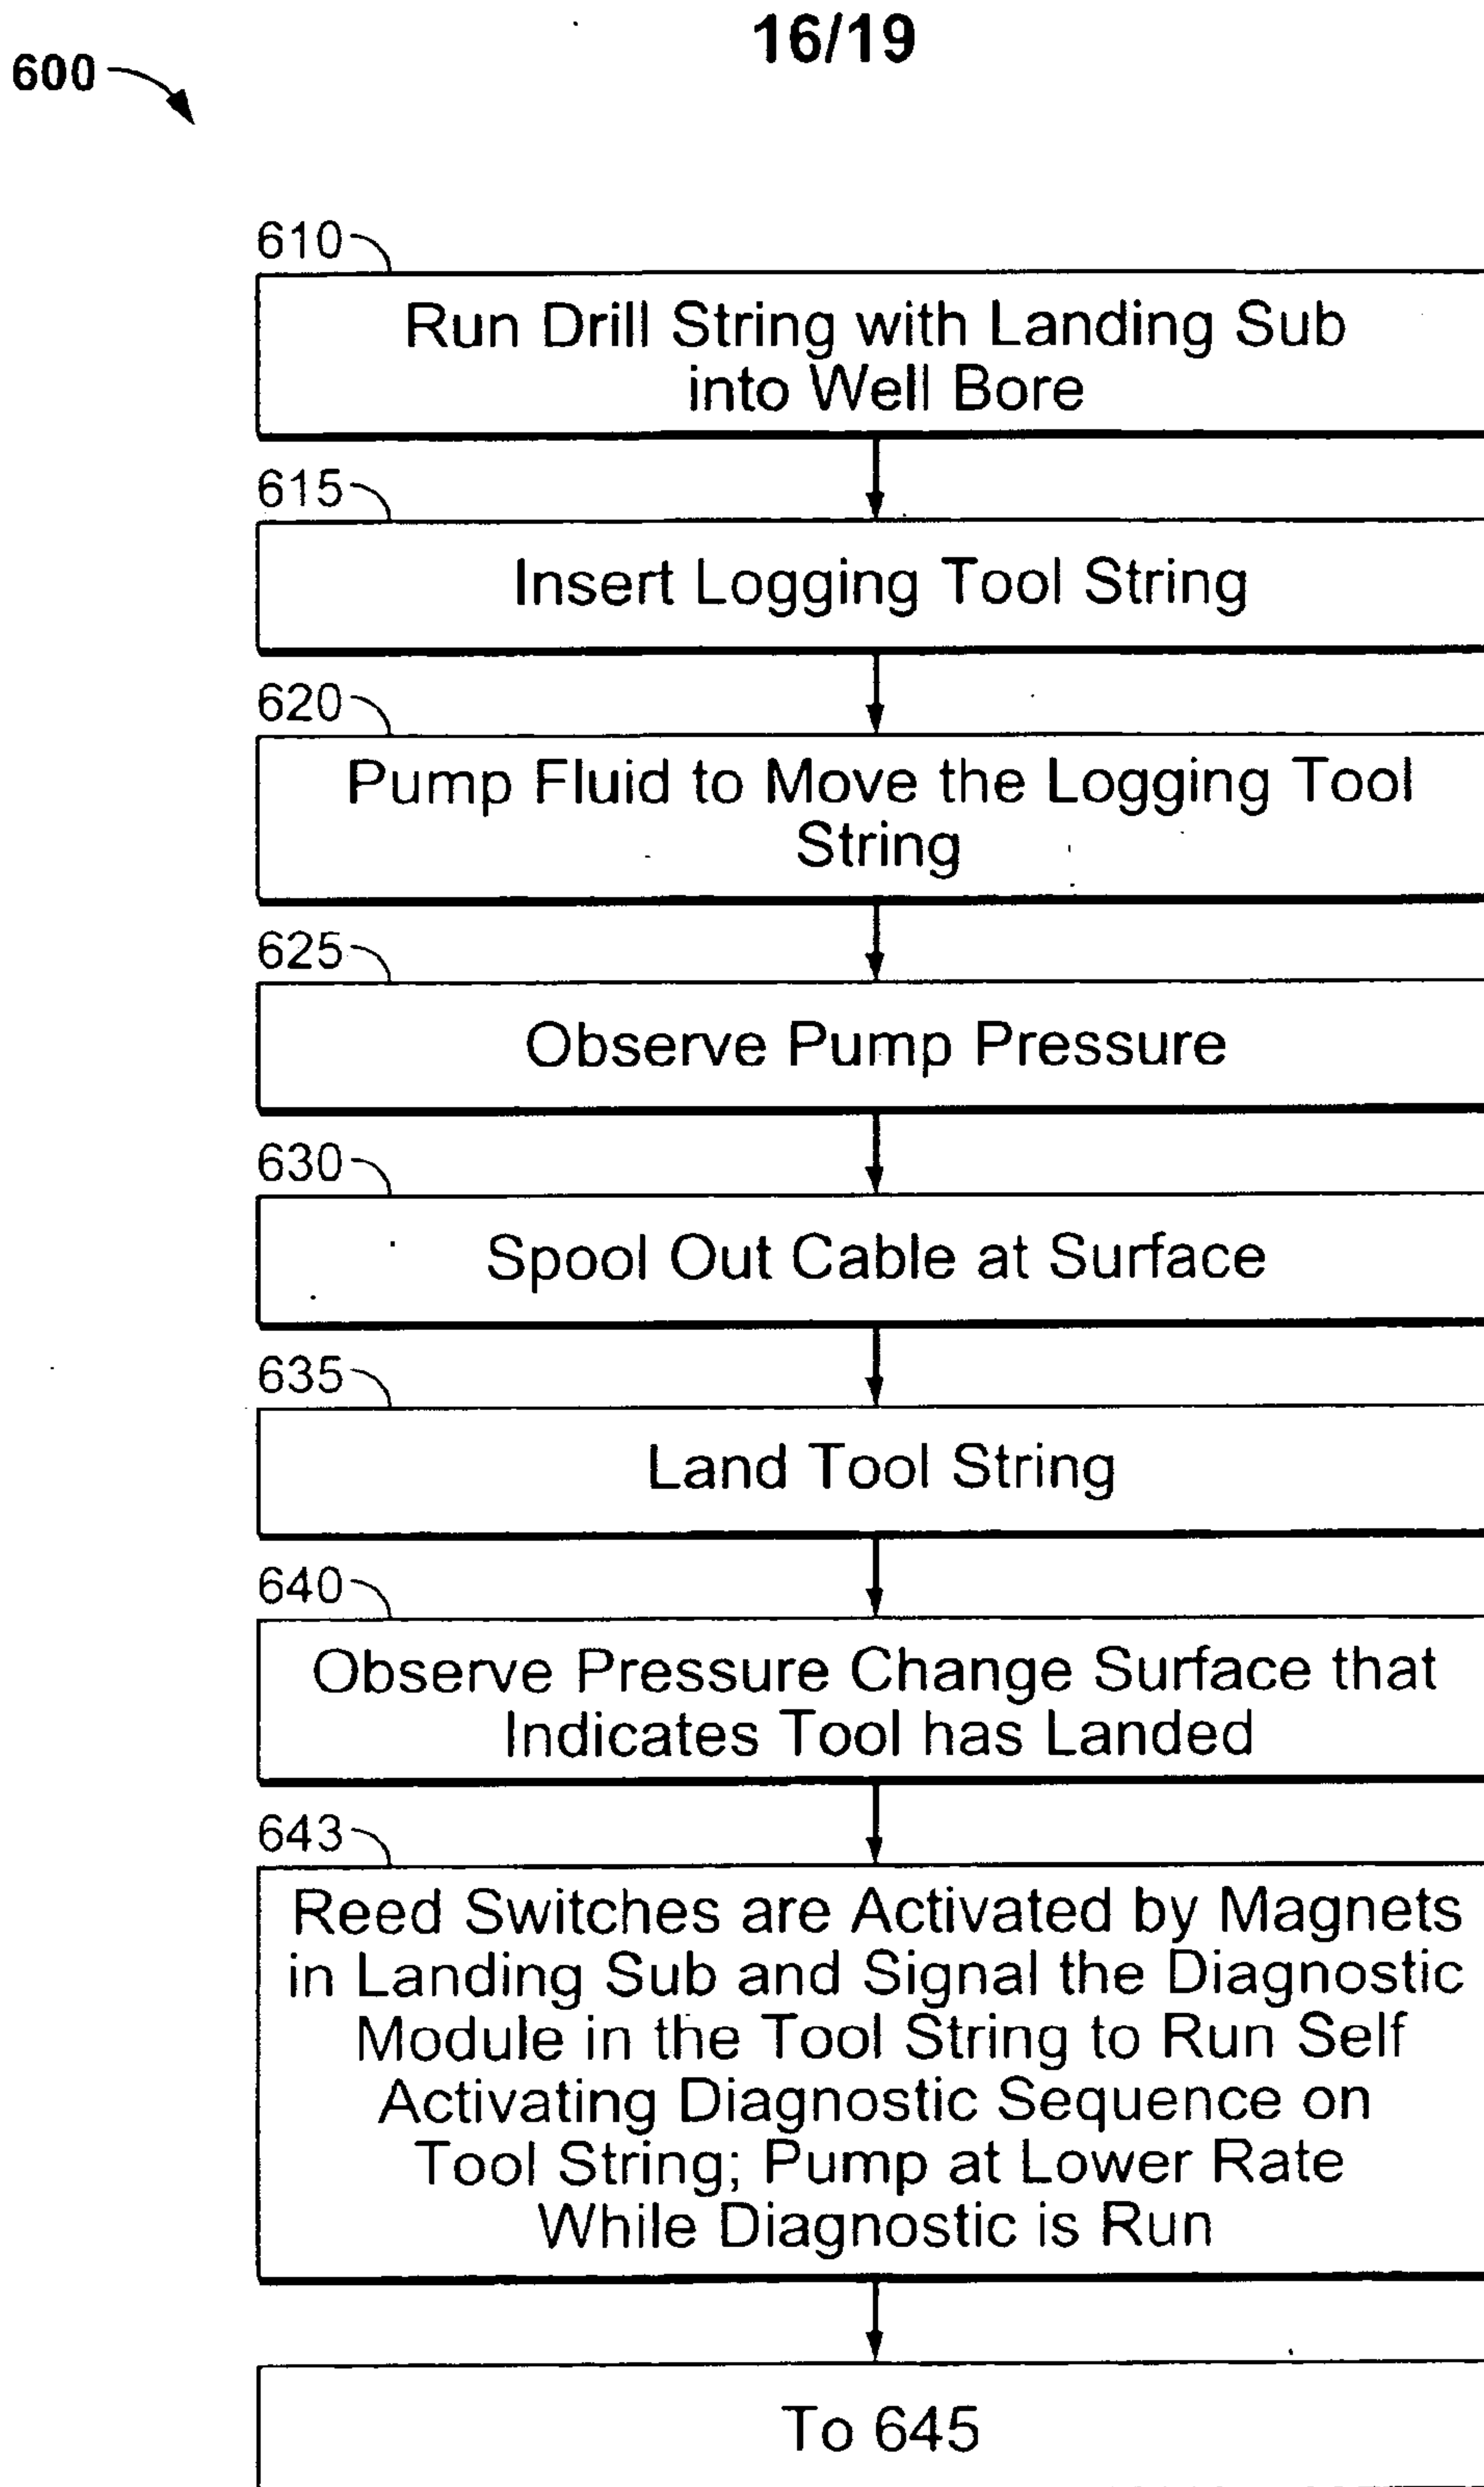 16/19
600
610
Run Drill String with Landing Sub
into Well Bore
615
Insert Logging Tool String
620
Pump Fluid to Move the Logging Tool
String
625
Observe Pump Pressure
630
Spool Out Cable at Surface
635
Land Tool String
640
Observe Pressure Change Surface that
Indicates Tool has Landed
643
Reed Switches are Activated by Magnets
in Landing Sub and Signal the Diagnostic
Module in the Tool String to Run Self
Activating Diagnostic Sequence on
Tool String; Pump at Lower Rate
While Diagnostic is Run
To 645